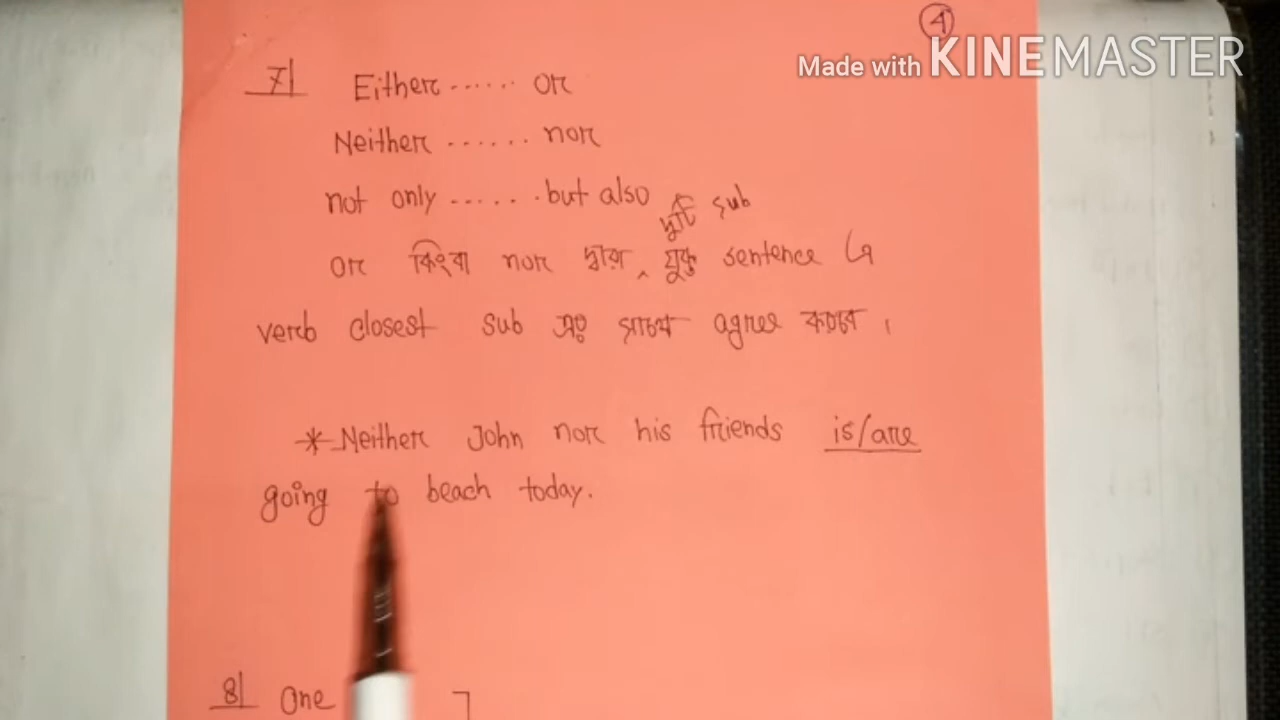 4
Made with KINEMASTER
7| Either ...... or
Neither ...... nor
not only ...... but also
দুটি sub
or কিংবা nor দ্বারা ^ যুক্ত sentence এ
verb closest sub এর সাথে agree করবে ।
* Neither John nor his friends is/are
going to beach today.
8| One